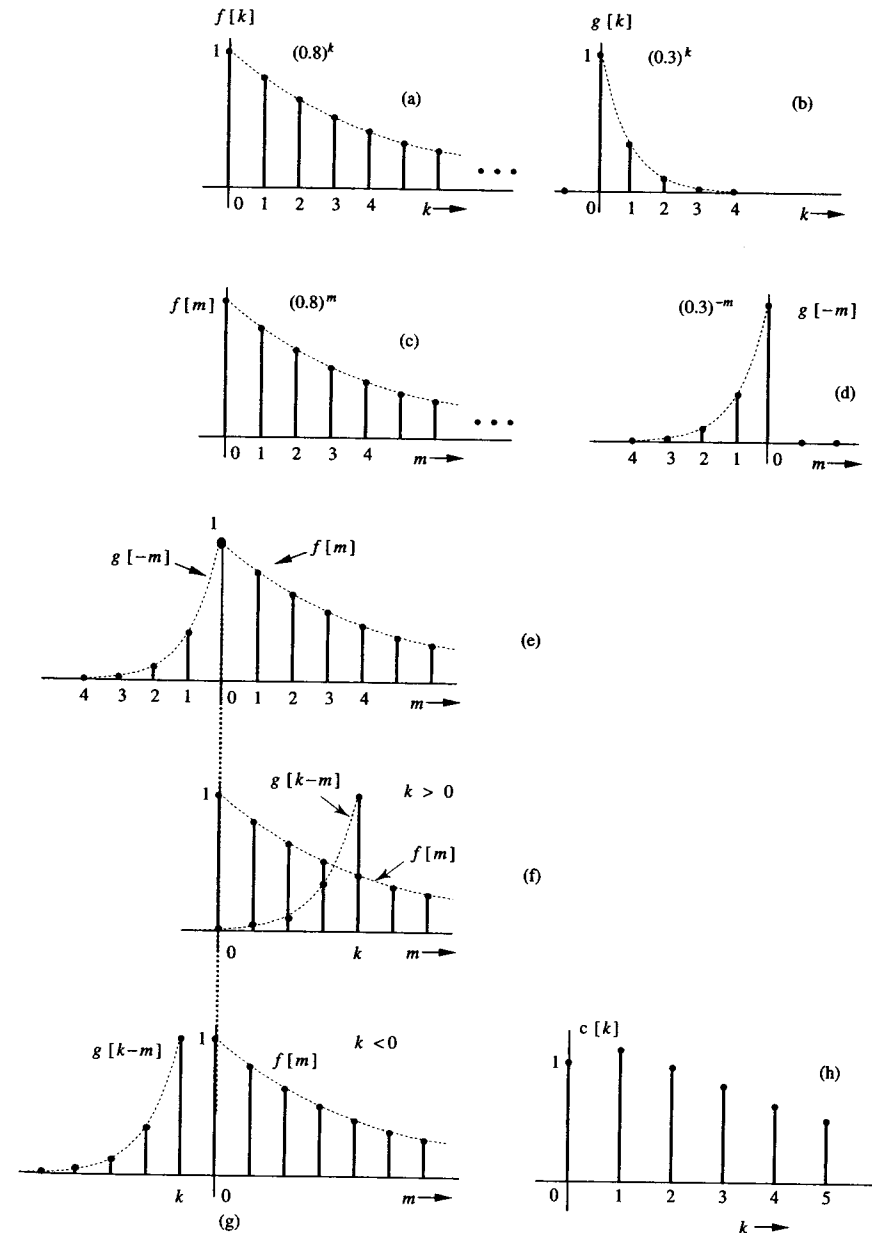 f[k]
g[k]
1
(0.8)^k
(a)
1
(0.3)^k
(b)
0 1 2 3 4 k
0 1 2 3 4 k
f[m]
(0.8)^m
(c)
(0.3)^-m
g[-m]
(d)
0 1 2 3 4 m
4 3 2 1 0 m
1
g[-m]
f[m]
(e)
4 3 2 1 0 1 2 3 4 m
1
g[k-m]
k > 0
f[m]
(f)
0 k m
g[k-m]
1
f[m]
k < 0
k 0 m
(g)
c[k]
1
(h)
0 1 2 3 4 5
k